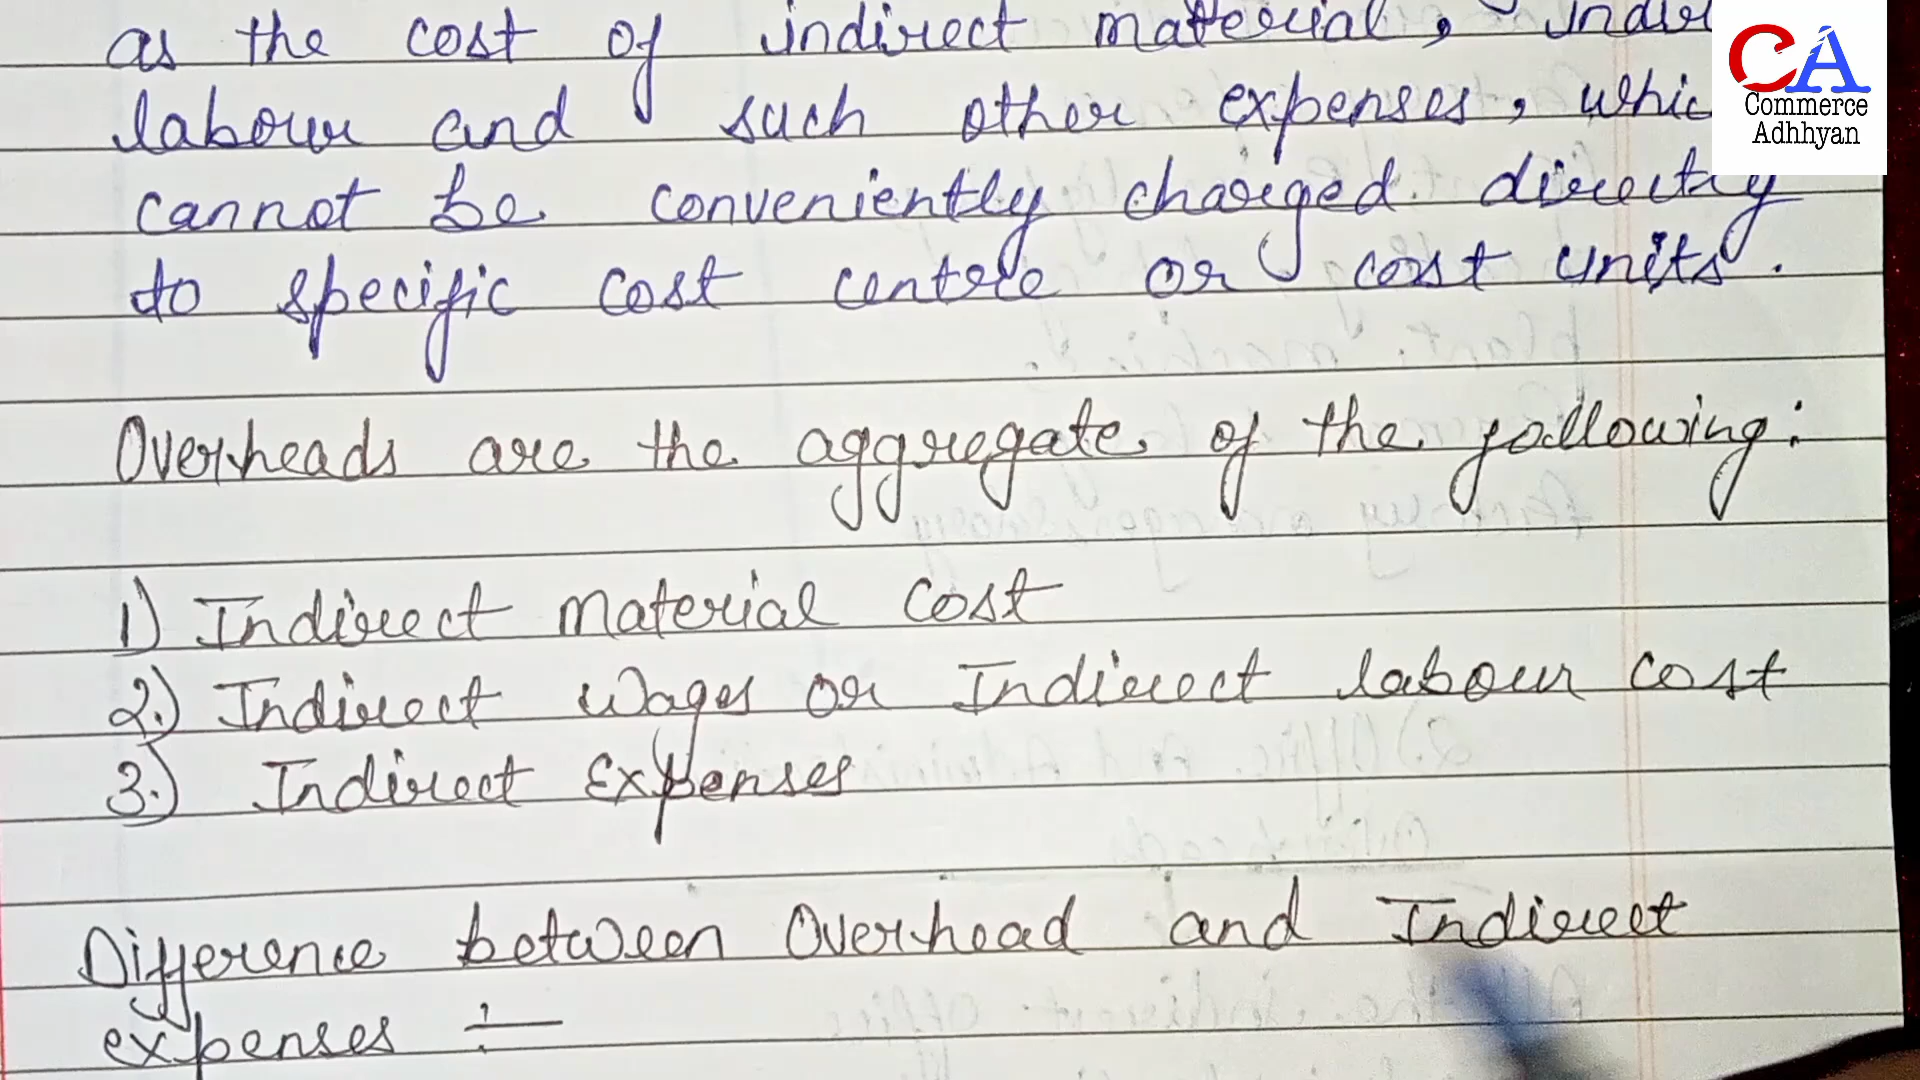 as the cost of indirect material, indir
labour and such other expenses, whic
cannot be conveniently charged directly
to specific cost centre or cost units.
Overheads are the aggregate of the following:
1) Indirect material cost
2.) Indirect wages or Indirect labour cost
3.) Indirect Expenses
Difference between Overhead and Indirect
expenses ÷
CA
Commerce
Adhhyan